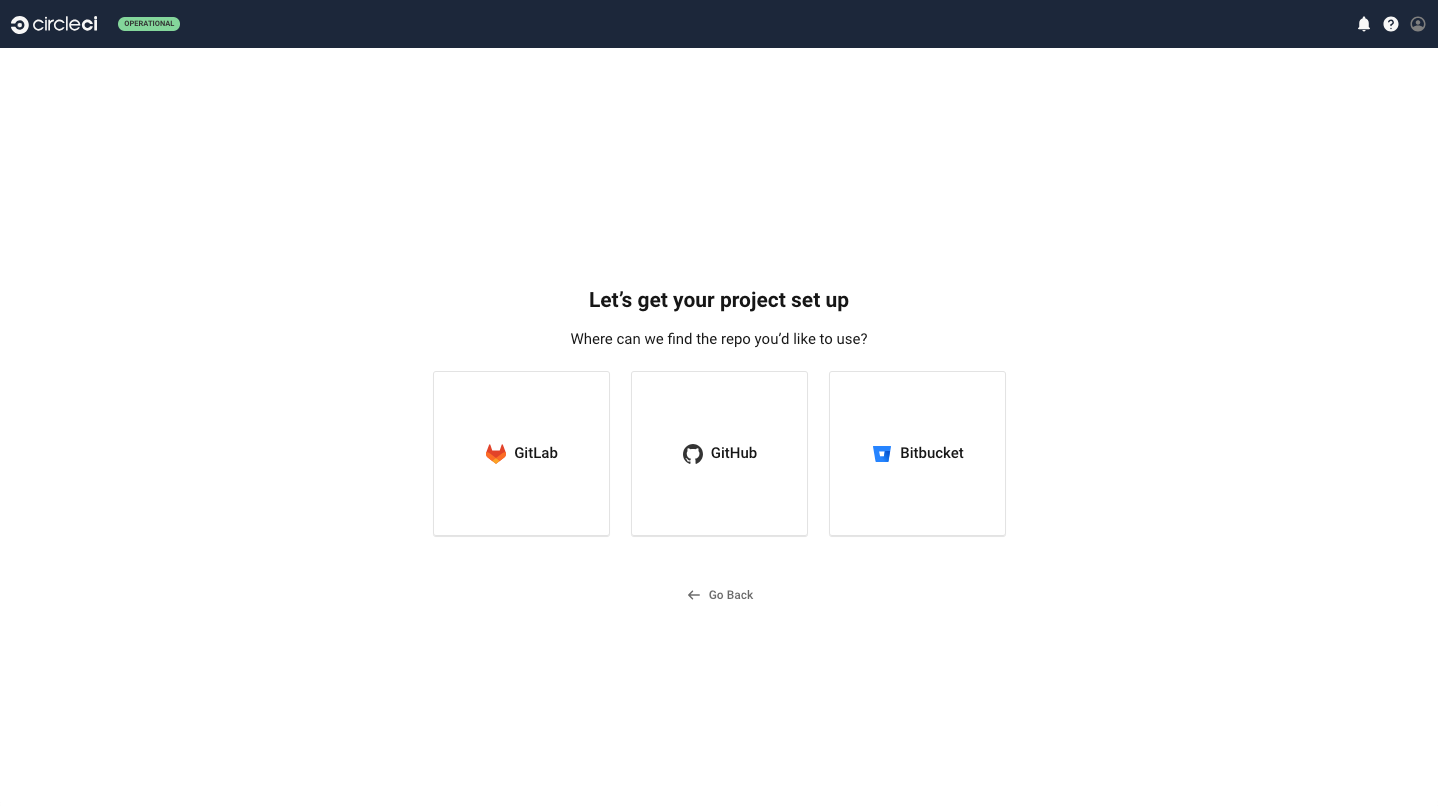 circleci OPERATIONAL
Let’s get your project set up
Where can we find the repo you’d like to use?
GitLab
GitHub
Bitbucket
Go Back